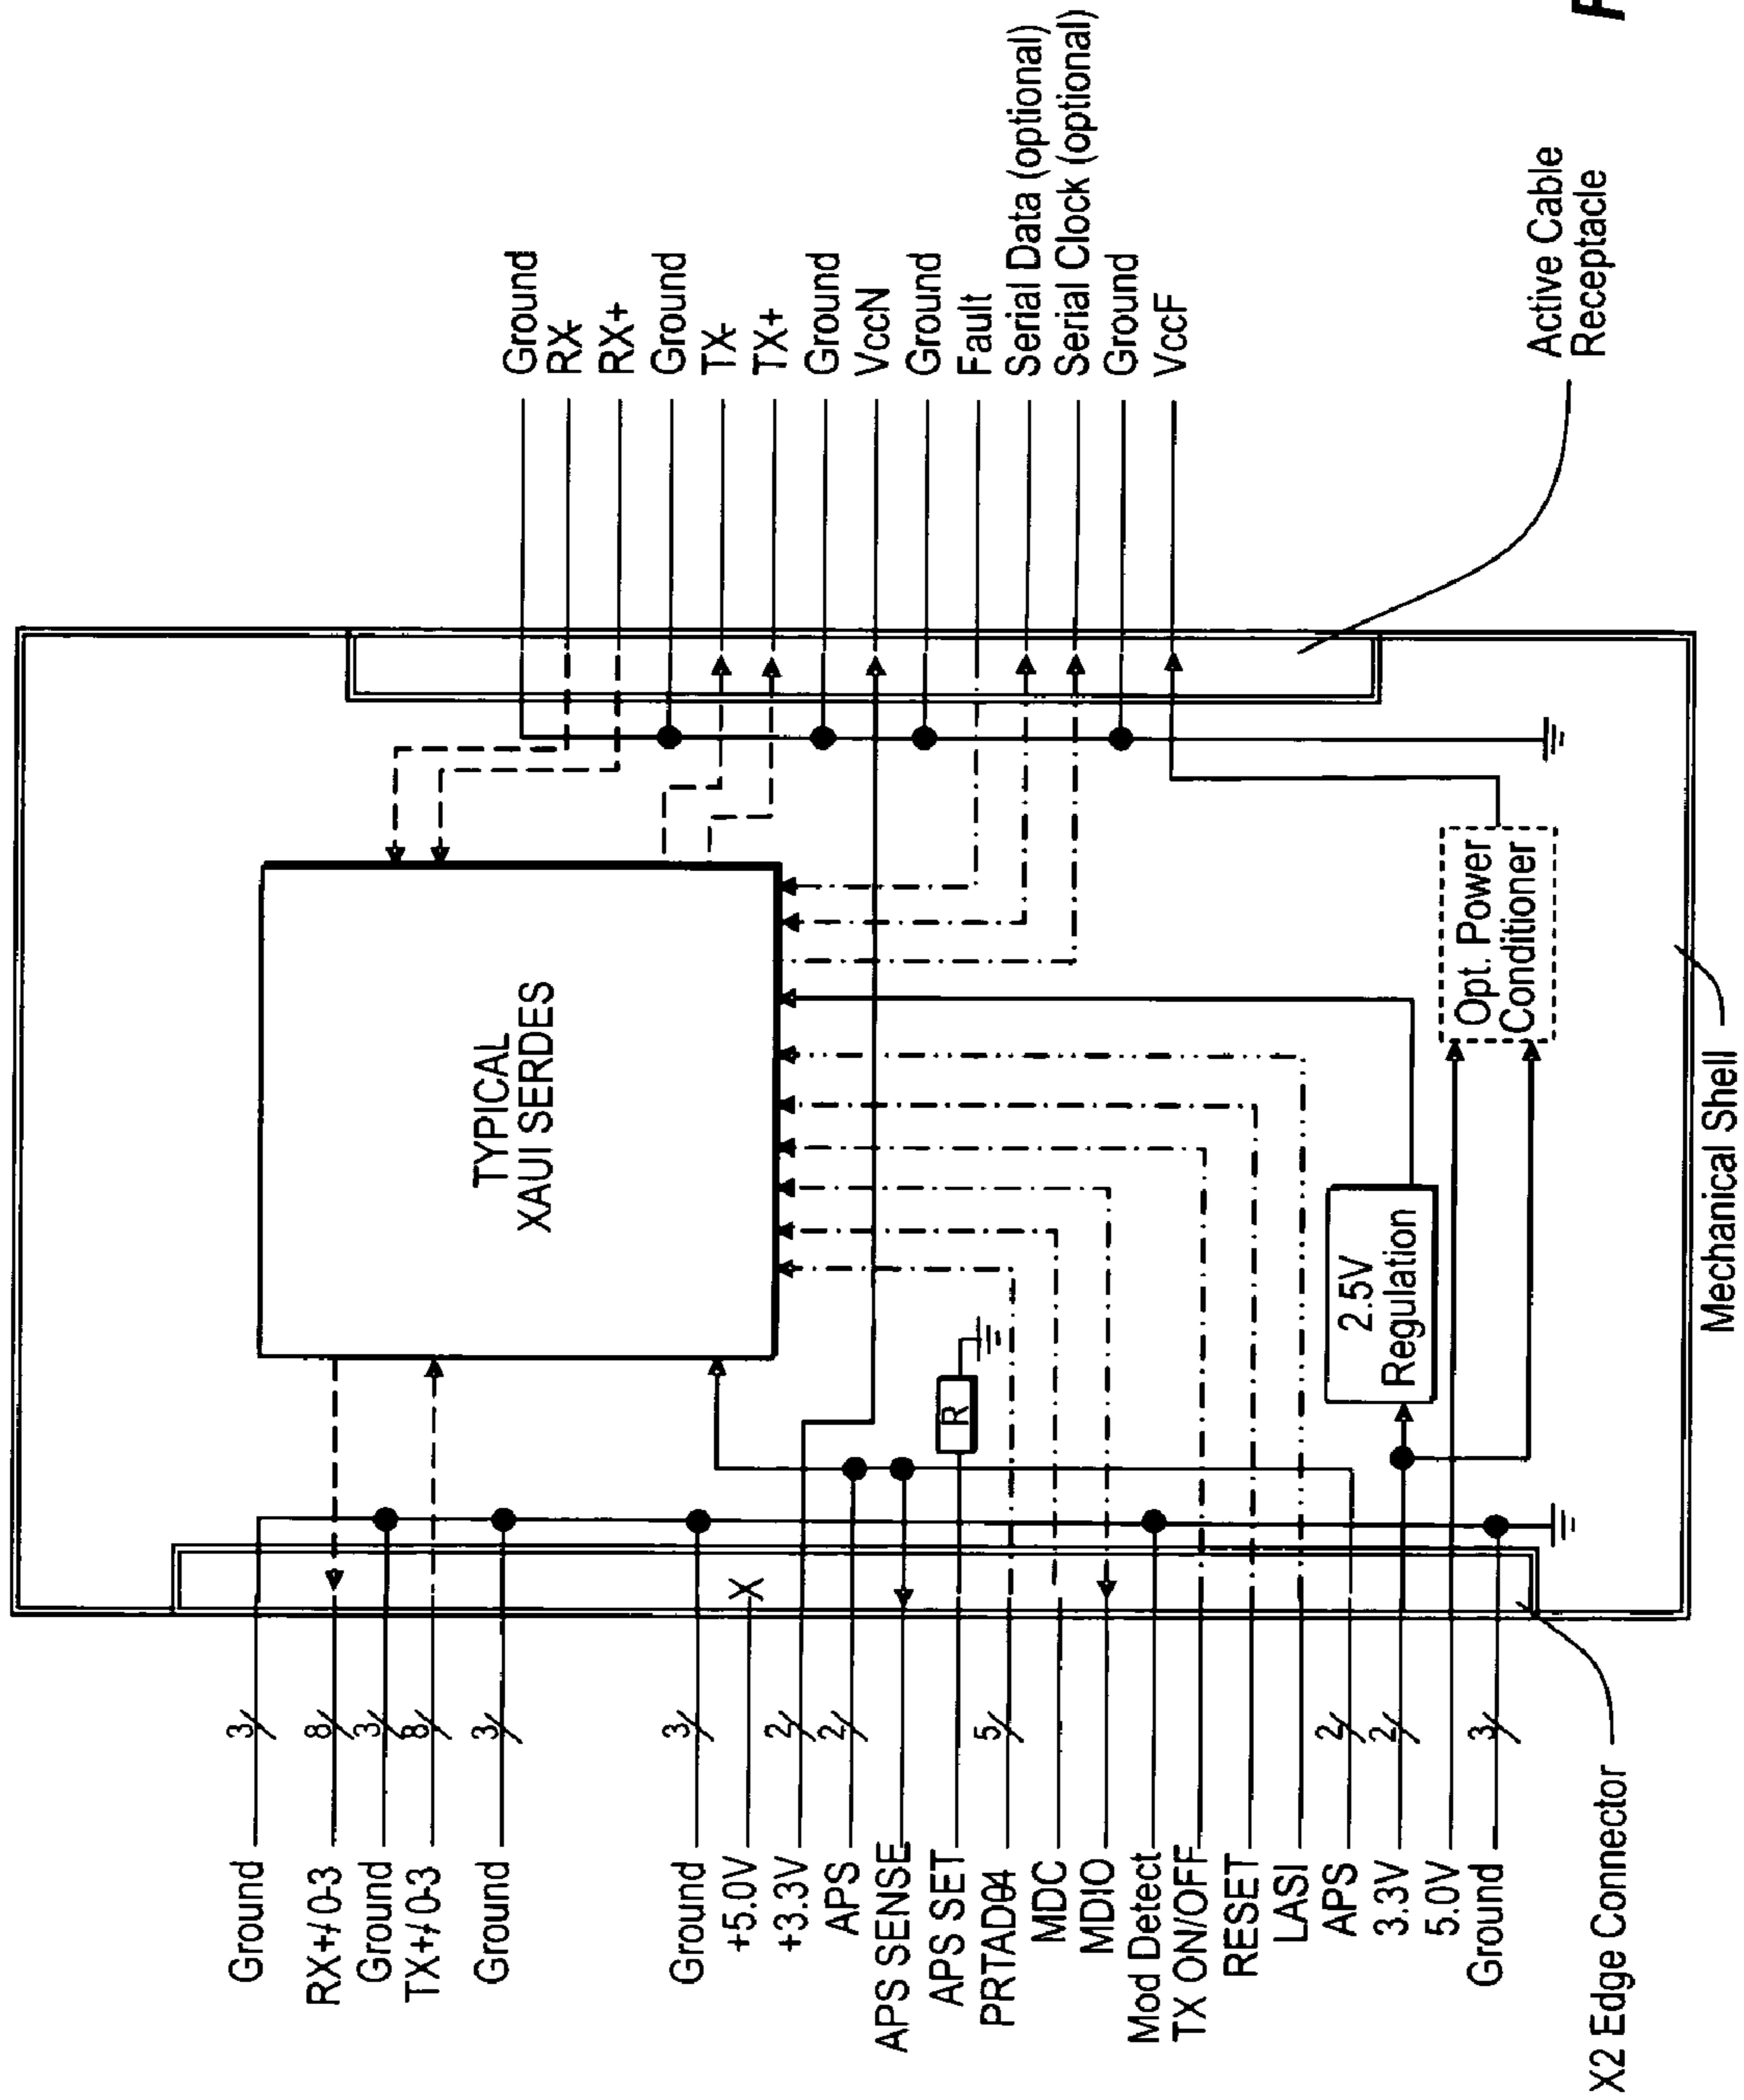 Ground
3
RX+/ 0-3
8
Ground
3
TX+/ 0-3
8
Ground
3
Ground
3
+5.0V
X
+3.3V
2
APS
2
APS SENSE
APS SET
R
PRTAD04
5
MDC
MDIO
Mod Detect
TX ON/OFF
RESET
LASI
APS
2
3.3V
2
5.0V
Ground
3
X2 Edge Connector
TYPICAL
XAUI SERDES
2.5V
Regulation
Opt. Power
Conditioner
Mechanical Shell
Ground
RX-
RX+
Ground
TX-
TX+
Ground
VccN
Ground
Fault
Serial Data (optional)
Serial Clock (optional)
Ground
VccF
Active Cable
Receptacle